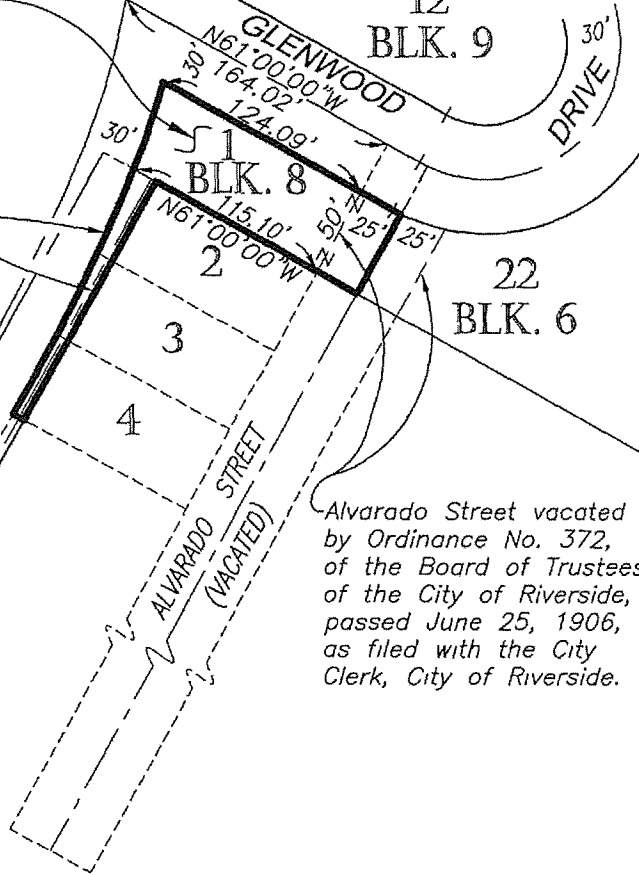 12
BLK. 9
30'
GLENWOOD
DRIVE
N61°00'00"W
164.02'
30'
124.09'
30'
1
BLK. 8
N
50'
25'
25'
115.10'
N61°00'00"W
N
2
22
BLK. 6
3
4
ALVARADO STREET
(VACATED)
Alvarado Street vacated
by Ordinance No. 372,
of the Board of Trustees
of the City of Riverside,
passed June 25, 1906,
as filed with the City
Clerk, City of Riverside.